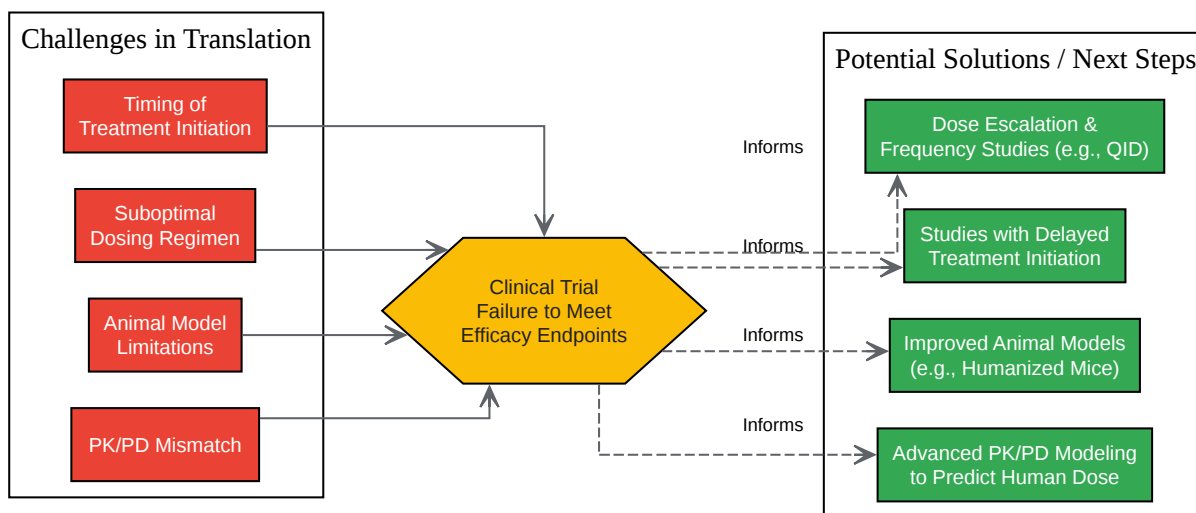 Challenges in Translation
Timing of
Treatment Initiation
Suboptimal
Dosing Regimen
Animal Model
Limitations
PK/PD Mismatch
Clinical Trial
Failure to Meet
Efficacy Endpoints
Informs
Informs
Informs
Informs
Potential Solutions / Next Steps
Dose Escalation &
Frequency Studies (e.g., QID)
Studies with Delayed
Treatment Initiation
Improved Animal Models
(e.g., Humanized Mice)
Advanced PK/PD Modeling
to Predict Human Dose